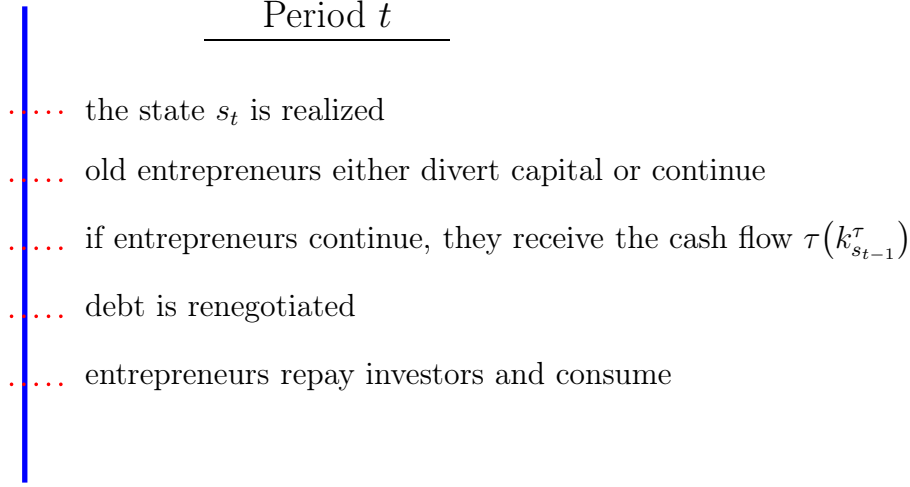 Period t
the state s_t is realized
old entrepreneurs either divert capital or continue
if entrepreneurs continue, they receive the cash flow τ(k^τ_{s_{t−1}})
debt is renegotiated
entrepreneurs repay investors and consume